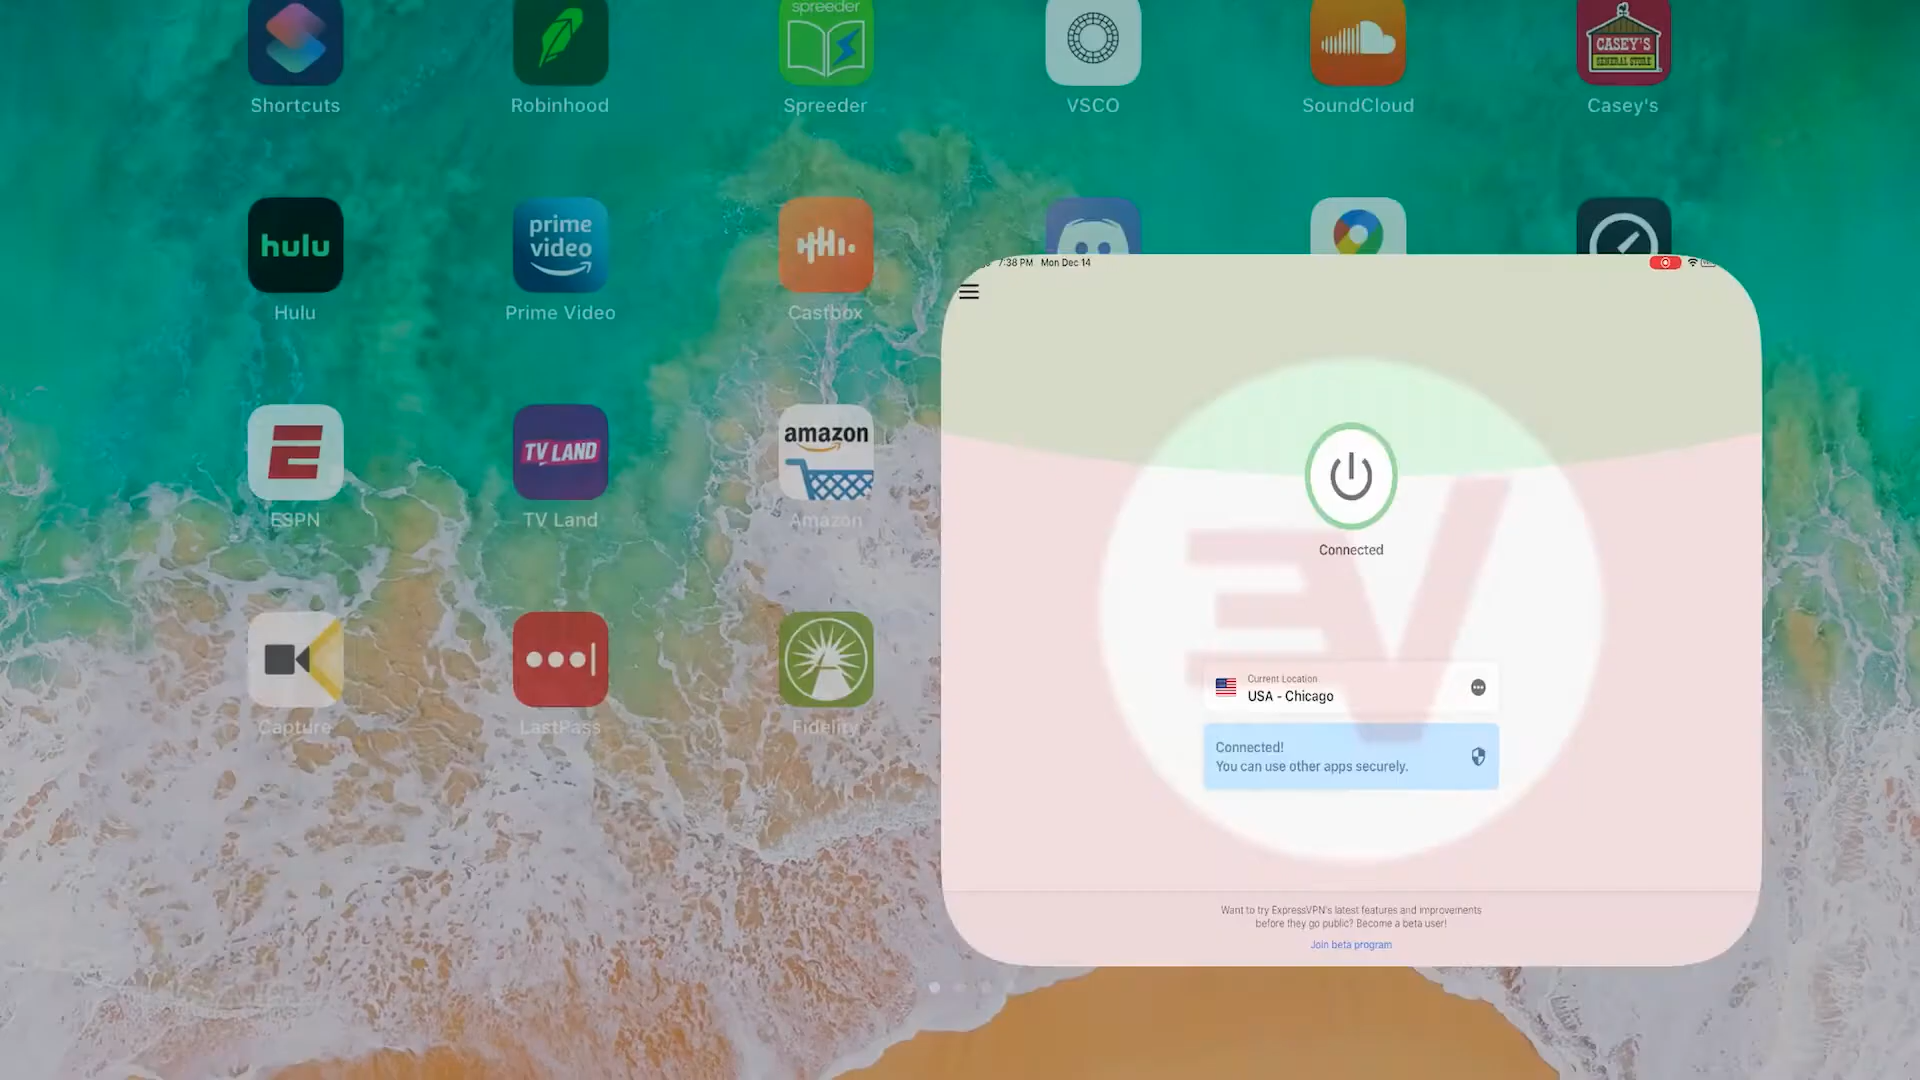 spreeder
CASEY'S
GENERAL STORE
Shortcuts
Robinhood
Spreeder
VSCO
SoundCloud
Casey's
hulu
prime
video
Hulu
Prime Video
Castbox
7:38 PM Mon Dec 14
TV LAND
amazon
ESPN
TV Land
Amazon
EV
Connected
Current Location
USA - Chicago
Connected!
You can use other apps securely.
Capture
LastPass
Fidelity
Want to try ExpressVPN's latest features and improvements
before they go public? Become a beta user!
Join beta program